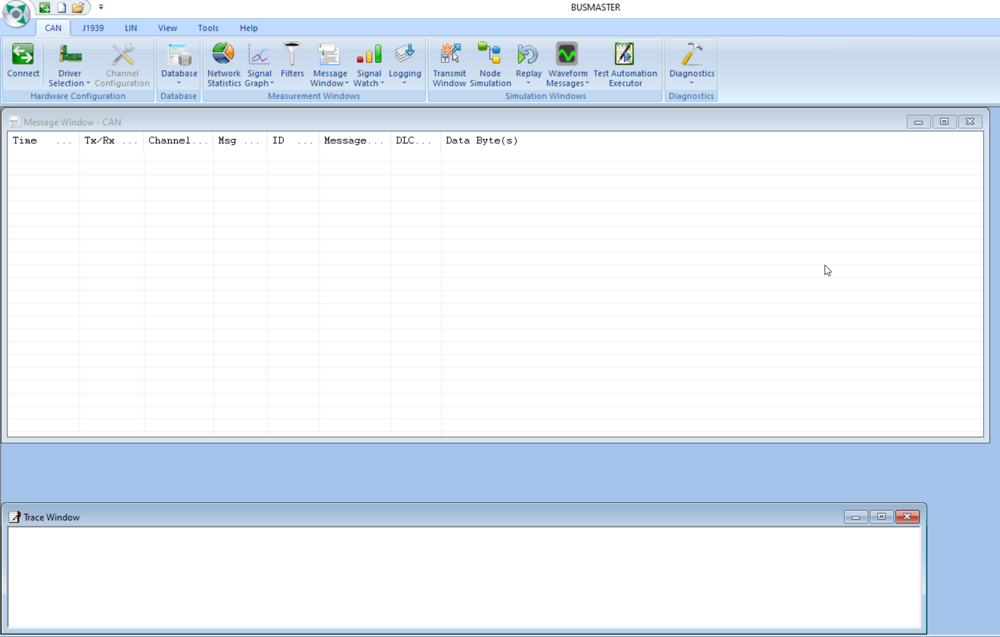 BUSMASTER
CAN J1939 LIN View Tools Help
Connect Driver Selection Channel Configuration Database Network Statistics Signal Graph Filters Message Window Signal Watch Logging Transmit Window Node Simulation Replay Waveform Messages Test Automation Executor Diagnostics
Hardware Configuration Database Measurement Windows Simulation Windows Diagnostics
Message Window - CAN
Time ... Tx/Rx ... Channel... Msg ... ID ... Message... DLC... Data Byte(s)
Trace Window